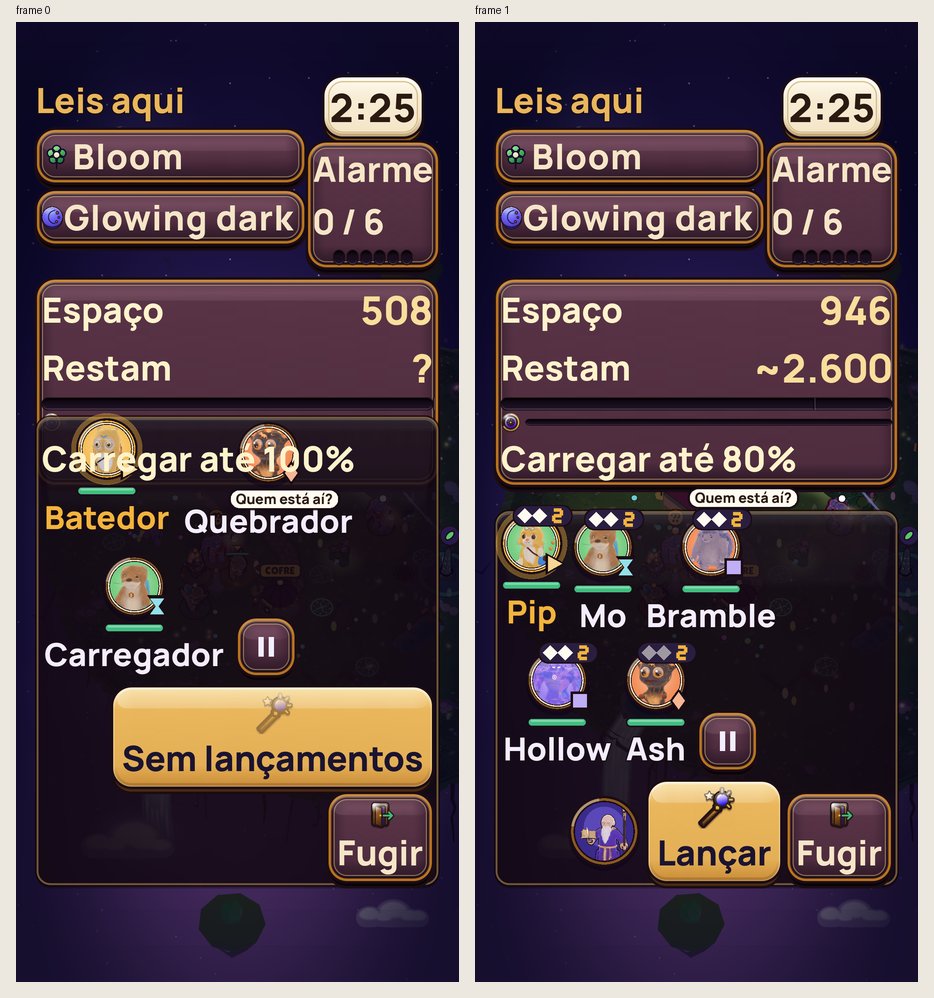 frame 0
Leis aqui
2:25
Bloom
Alarme
0 / 6
Glowing dark
Espaço 508
Restam ?
Carregar até 100%
Quem está aí?
Batedor Quebrador
COFRE
Carregador
Sem lançamentos
Fugir
frame 1
Leis aqui
2:25
Bloom
Alarme
0 / 6
Glowing dark
Espaço 946
Restam ~2.600
Carregar até 80%
Quem está aí?
2 2 2
Pip Mo Bramble
2 2
Hollow Ash
Lançar
Fugir